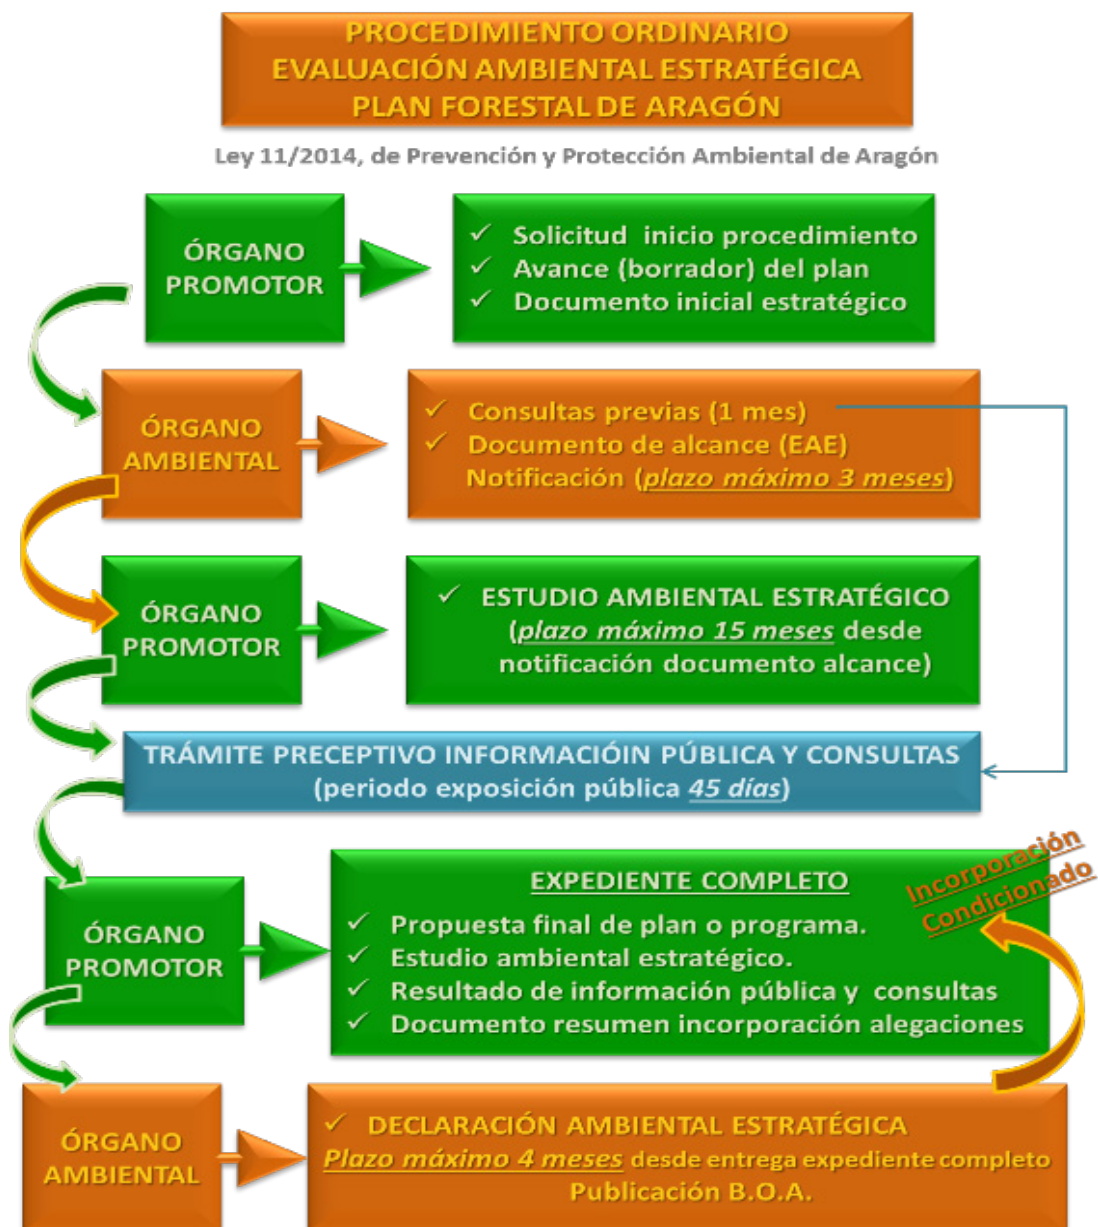 PROCEDIMIENTO ORDINARIO
EVALUACIÓN AMBIENTAL ESTRATÉGICA
PLAN FORESTAL DE ARAGÓN
Ley 11/2014, de Prevención y Protección Ambiental de Aragón
ÓRGANO
PROMOTOR
✓ Solicitud inicio procedimiento
✓ Avance (borrador) del plan
✓ Documento inicial estratégico
ÓRGANO
AMBIENTAL
✓ Consultas previas (1 mes)
✓ Documento de alcance (EAE)
Notificación (plazo máximo 3 meses)
ÓRGANO
PROMOTOR
✓ ESTUDIO AMBIENTAL ESTRATÉGICO
(plazo máximo 15 meses desde
notificación documento alcance)
TRÁMITE PRECEPTIVO INFORMACIÓIN PÚBLICA Y CONSULTAS
(periodo exposición pública 45 días)
ÓRGANO
PROMOTOR
EXPEDIENTE COMPLETO
✓ Propuesta final de plan o programa.
✓ Estudio ambiental estratégico.
✓ Resultado de información pública y consultas
✓ Documento resumen incorporación alegaciones
Incorporación
Condicionado
ÓRGANO
AMBIENTAL
✓ DECLARACIÓN AMBIENTAL ESTRATÉGICA
Plazo máximo 4 meses desde entrega expediente completo
Publicación B.O.A.